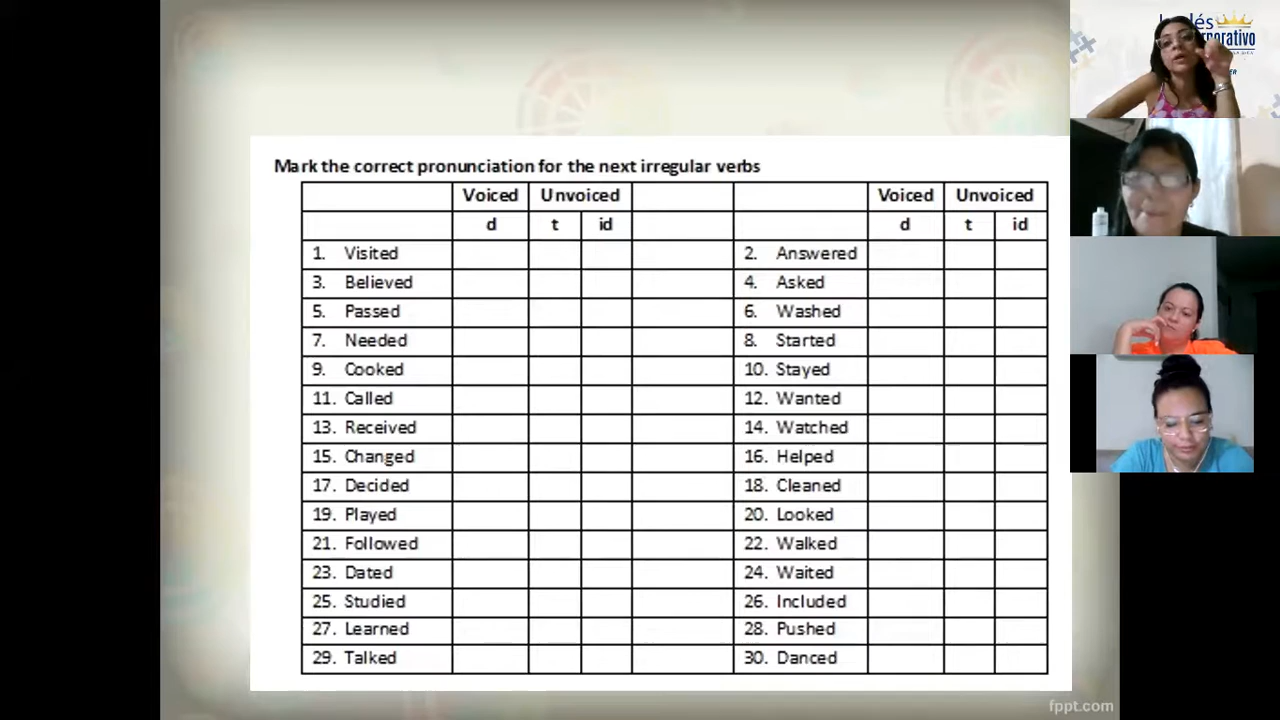 Mark the correct pronunciation for the next irregular verbs
Voiced Unvoiced Voiced Unvoiced
d t id d t id
1. Visited 2. Answered
3. Believed 4. Asked
5. Passed 6. Washed
7. Needed 8. Started
9. Cooked 10. Stayed
11. Called 12. Wanted
13. Received 14. Watched
15. Changed 16. Helped
17. Decided 18. Cleaned
19. Played 20. Looked
21. Followed 22. Walked
23. Dated 24. Waited
25. Studied 26. Included
27. Learned 28. Pushed
29. Talked 30. Danced
fppt.com